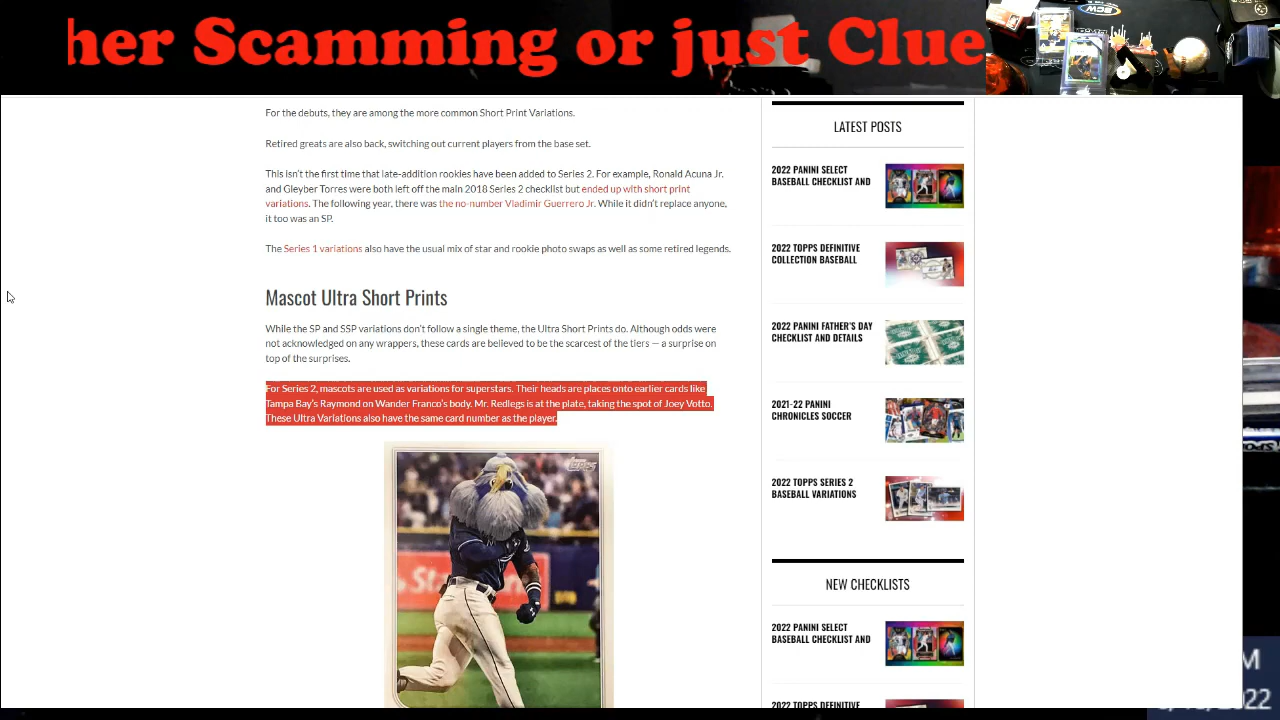 her Scamming or just Clue
BCW
For the debuts, they are among the more common Short Print Variations.
Retired greats are also back, switching out current players from the base set.
This isn't the first time that late-addition rookies have been added to Series 2. For example, Ronald Acuna Jr.
and Gleyber Torres were both left off the main 2018 Series 2 checklist but ended up with short print
variations. The following year, there was the no-number Vladimir Guerrero Jr. While it didn't replace anyone,
it too was an SP.
The Series 1 variations also have the usual mix of star and rookie photo swaps as well as some retired legends.
Mascot Ultra Short Prints
While the SP and SSP variations don't follow a single theme, the Ultra Short Prints do. Although odds were
not acknowledged on any wrappers, these cards are believed to be the scarcest of the tiers — a surprise on
top of the surprises.
For Series 2, mascots are used as variations for superstars. Their heads are places onto earlier cards like
Tampa Bay's Raymond on Wander Franco's body. Mr. Redlegs is at the plate, taking the spot of Joey Votto.
These Ultra Variations also have the same card number as the player.
topps
LATEST POSTS
2022 PANINI SELECT
BASEBALL CHECKLIST AND
2022 TOPPS DEFINITIVE
COLLECTION BASEBALL
2022 PANINI FATHER'S DAY
CHECKLIST AND DETAILS
2021-22 PANINI
CHRONICLES SOCCER
2022 TOPPS SERIES 2
BASEBALL VARIATIONS
NEW CHECKLISTS
2022 PANINI SELECT
BASEBALL CHECKLIST AND
2022 TOPPS DEFINITIVE